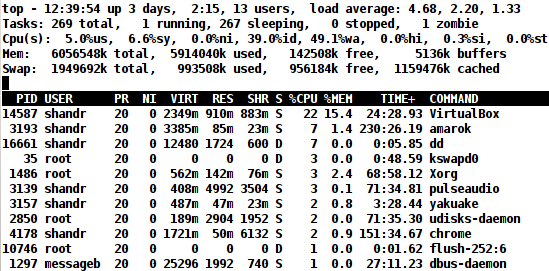 top - 12:39:54 up 3 days,  2:15, 13 users,  load average: 4.68, 2.20, 1.33
Tasks: 269 total,   1 running, 267 sleeping,   0 stopped,   1 zombie
Cpu(s):  5.0%us,  6.6%sy,  0.0%ni, 39.0%id, 49.1%wa,  0.0%hi,  0.3%si,  0.0%st
Mem:   6056548k total,  5914040k used,   142508k free,     5136k buffers
Swap:  1949692k total,   993508k used,   956184k free,  1159476k cached
PID USER      PR  NI  VIRT  RES  SHR S %CPU %MEM    TIME+  COMMAND
14587 shandr    20   0 2349m 910m 883m S   22 15.4  24:28.93 VirtualBox
3193 shandr    20   0 3385m  85m  23m S    7  1.4 230:26.19 amarok
16661 shandr    20   0 12480 1724  600 D    7  0.0   0:05.85 dd
35 root      20   0     0    0    0 D    3  0.0   0:48.59 kswapd0
1486 root      20   0  562m 142m  76m S    3  2.4  68:58.12 Xorg
3139 shandr    20   0  408m 4992 3504 S    3  0.1  71:34.81 pulseaudio
3157 shandr    20   0  487m  47m  23m S    2  0.8   3:28.44 yakuake
2850 root      20   0  189m 2904 1952 S    2  0.0  71:35.30 udisks-daemon
4178 shandr    20   0 1721m  50m 6132 S    2  0.9 151:34.67 chrome
10746 root      20   0     0    0    0 D    1  0.0   0:01.62 flush-252:6
1297 messageb  20   0 25296 1992  740 S    1  0.0  27:11.23 dbus-daemon